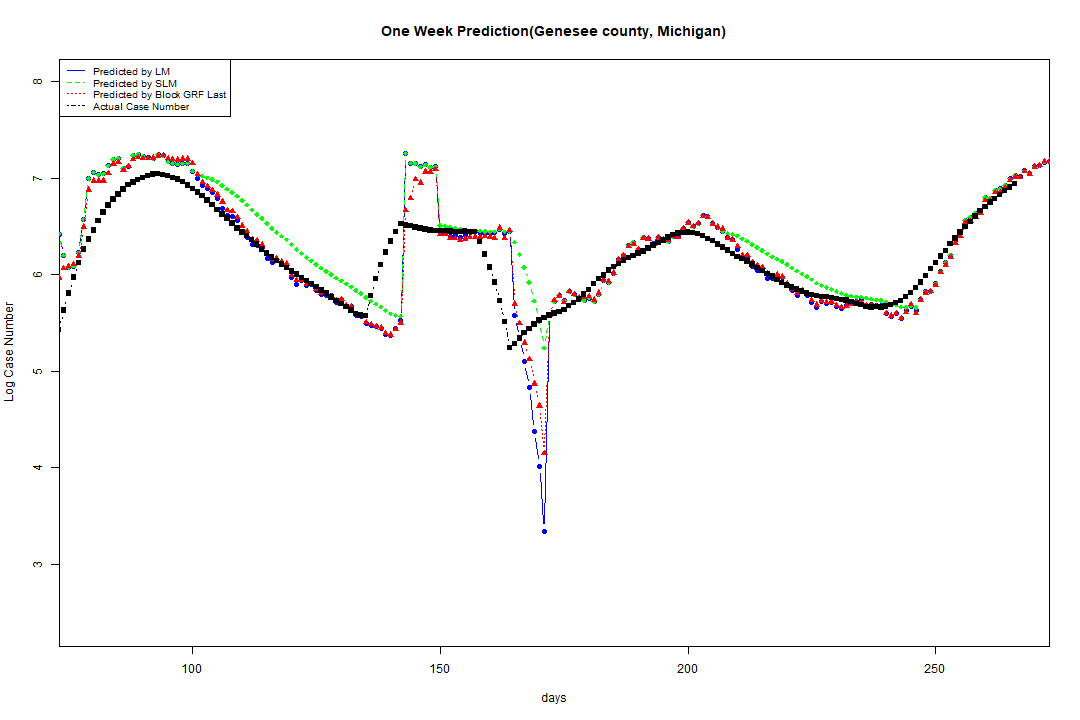 One Week Prediction(Genesee county, Michigan)
Predicted by LM
Predicted by SLM
Predicted by Block GRF Last
Actual Case Number
8
7
6
5
4
3
Log Case Number
100 150 200 250
days